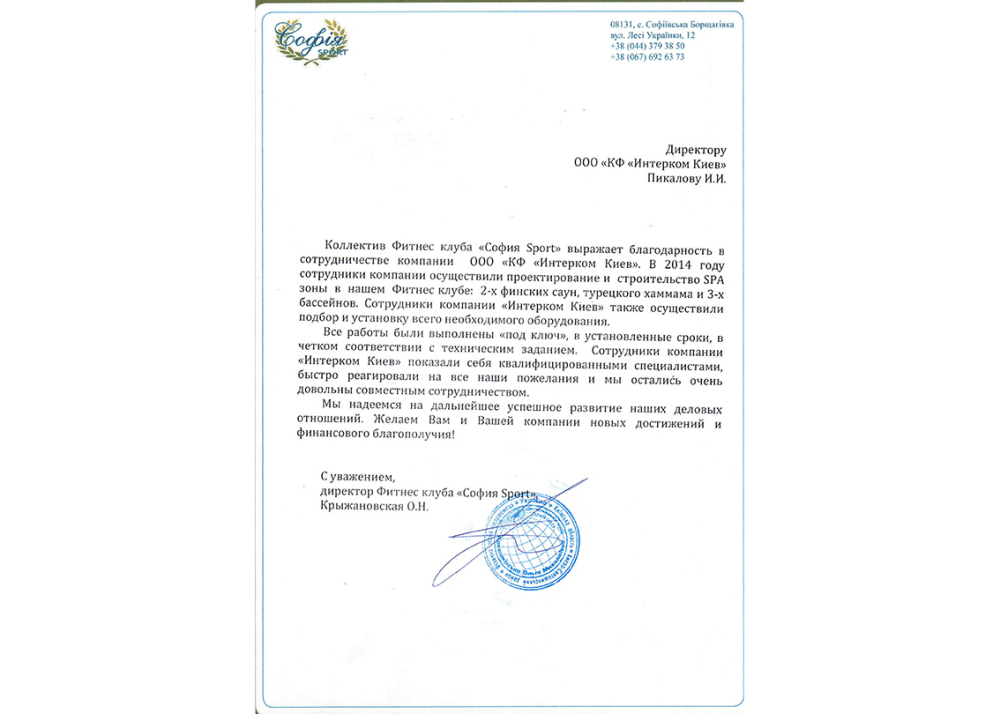 Софія
SPORT
08131, с. Софіївська Борщагівка
вул. Лесі Українки, 12
+38 (044) 379 38 50
+38 (067) 692 63 73
Директору
ООО «КФ «Интерком Киев»
Пикалову И.И.
Коллектив Фитнес клуба «София Sport» выражает благодарность в
сотрудничестве компании ООО «КФ «Интерком Киев». В 2014 году
сотрудники компании осуществили проектирование и строительство SPA
зоны в нашем Фитнес клубе: 2-х финских саун, турецкого хаммама и 3-х
бассейнов. Сотрудники компании «Интерком Киев» также осуществили
подбор и установку всего необходимого оборудования.
Все работы были выполнены «под ключ», в установленные сроки, в
четком соответствии с техническим заданием. Сотрудники компании
«Интерком Киев» показали себя квалифицированными специалистами,
быстро реагировали на все наши пожелания и мы остались очень
довольны совместным сотрудничеством.
Мы надеемся на дальнейшее успешное развитие наших деловых
отношений. Желаем Вам и Вашей компании новых достижений и
финансового благополучия!
С уважением,
директор Фитнес клуба «София Sport»,
Крыжановская О.Н.